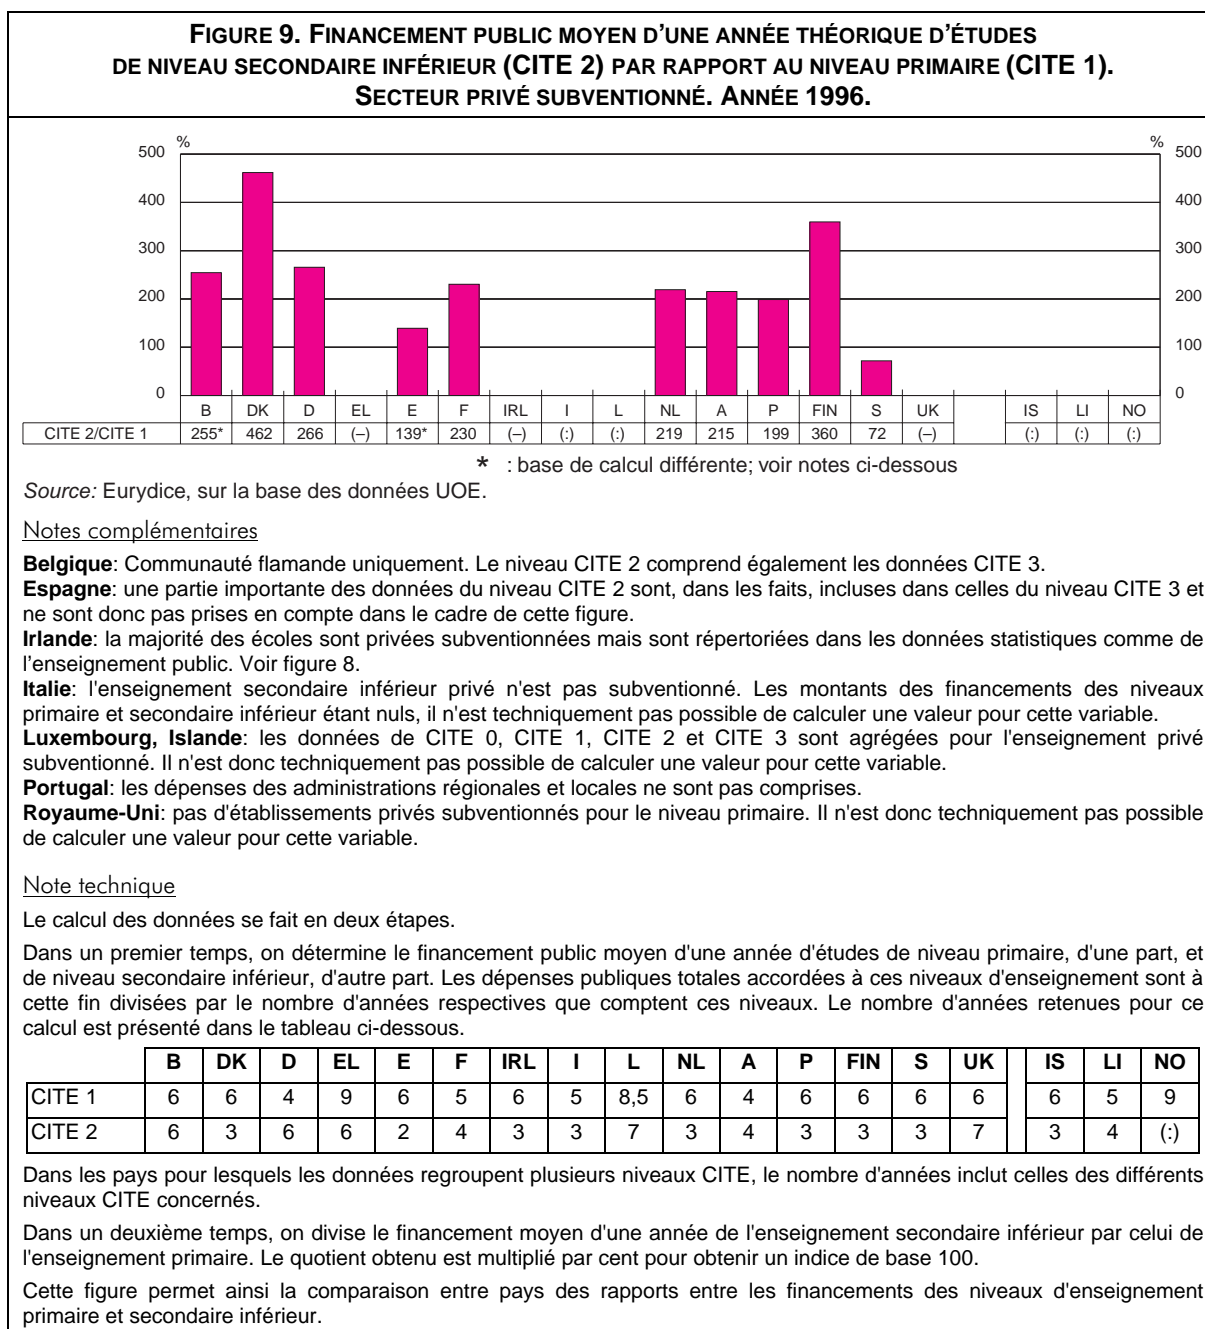 FIGURE 9. FINANCEMENT PUBLIC MOYEN D'UNE ANNÉE THÉORIQUE D'ÉTUDES
DE NIVEAU SECONDAIRE INFÉRIEUR (CITE 2) PAR RAPPORT AU NIVEAU PRIMAIRE (CITE 1).
SECTEUR PRIVÉ SUBVENTIONNÉ. ANNÉE 1996.
% %
500 500
400 400
300 300
200 200
100 100
0 0
B DK D EL E F IRL I L NL A P FIN S UK IS LI NO
CITE 2/CITE 1 255* 462 266 (–) 139* 230 (–) (:) (:) 219 215 199 360 72 (–) (:) (:) (:)
* : base de calcul différente; voir notes ci-dessous
Source: Eurydice, sur la base des données UOE.
Notes complémentaires
Belgique: Communauté flamande uniquement. Le niveau CITE 2 comprend également les données CITE 3.
Espagne: une partie importante des données du niveau CITE 2 sont, dans les faits, incluses dans celles du niveau CITE 3 et
ne sont donc pas prises en compte dans le cadre de cette figure.
Irlande: la majorité des écoles sont privées subventionnées mais sont répertoriées dans les données statistiques comme de
l'enseignement public. Voir figure 8.
Italie: l'enseignement secondaire inférieur privé n'est pas subventionné. Les montants des financements des niveaux
primaire et secondaire inférieur étant nuls, il n'est techniquement pas possible de calculer une valeur pour cette variable.
Luxembourg, Islande: les données de CITE 0, CITE 1, CITE 2 et CITE 3 sont agrégées pour l'enseignement privé
subventionné. Il n'est donc techniquement pas possible de calculer une valeur pour cette variable.
Portugal: les dépenses des administrations régionales et locales ne sont pas comprises.
Royaume-Uni: pas d'établissements privés subventionnés pour le niveau primaire. Il n'est donc techniquement pas possible
de calculer une valeur pour cette variable.
Note technique
Le calcul des données se fait en deux étapes.
Dans un premier temps, on détermine le financement public moyen d'une année d'études de niveau primaire, d'une part, et
de niveau secondaire inférieur, d'autre part. Les dépenses publiques totales accordées à ces niveaux d'enseignement sont à
cette fin divisées par le nombre d'années respectives que comptent ces niveaux. Le nombre d'années retenues pour ce
calcul est présenté dans le tableau ci-dessous.
B DK D EL E F IRL I L NL A P FIN S UK IS LI NO
CITE 1 6 6 4 9 6 5 6 5 8,5 6 4 6 6 6 6 6 5 9
CITE 2 6 3 6 6 2 4 3 3 7 3 4 3 3 3 7 3 4 (:)
Dans les pays pour lesquels les données regroupent plusieurs niveaux CITE, le nombre d'années inclut celles des différents
niveaux CITE concernés.
Dans un deuxième temps, on divise le financement moyen d'une année de l'enseignement secondaire inférieur par celui de
l'enseignement primaire. Le quotient obtenu est multiplié par cent pour obtenir un indice de base 100.
Cette figure permet ainsi la comparaison entre pays des rapports entre les financements des niveaux d'enseignement
primaire et secondaire inférieur.